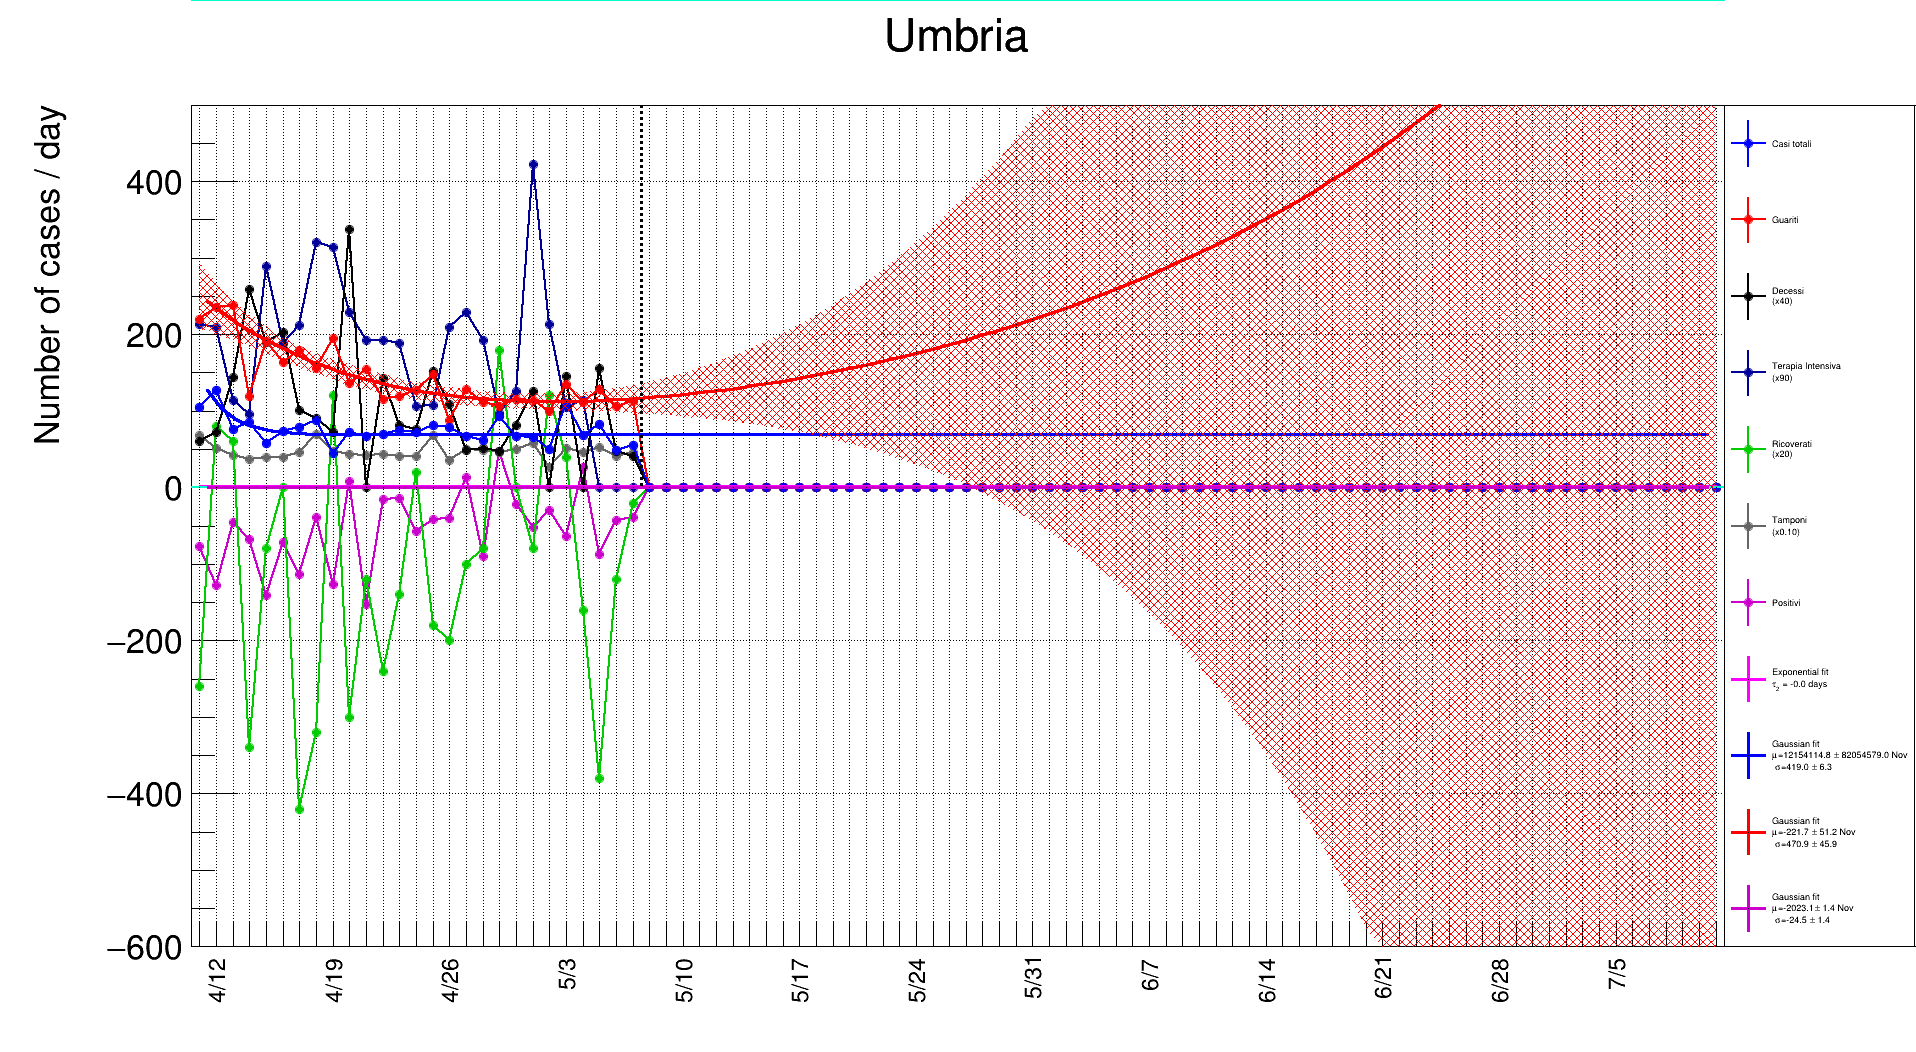 Umbria
Number of cases / day
400
200
0
−200
−400
−600
4/12
4/19
4/26
5/3
5/10
5/17
5/24
5/31
6/7
6/14
6/21
6/28
7/5
Casi totali
Guariti
Decessi
(x40)
Terapia Intensiva
(x90)
Ricoverati
(x20)
Tamponi
(x0.10)
Positivi
Exponential fit
τ₂ = -0.0 days
Gaussian fit
μ=12154114.8 ± 82054579.0 Nov
σ=419.0 ± 6.3
Gaussian fit
μ=-221.7 ± 51.2 Nov
σ=470.9 ± 45.9
Gaussian fit
μ=-2023.1 ± 1.4 Nov
σ=-24.5 ± 1.4